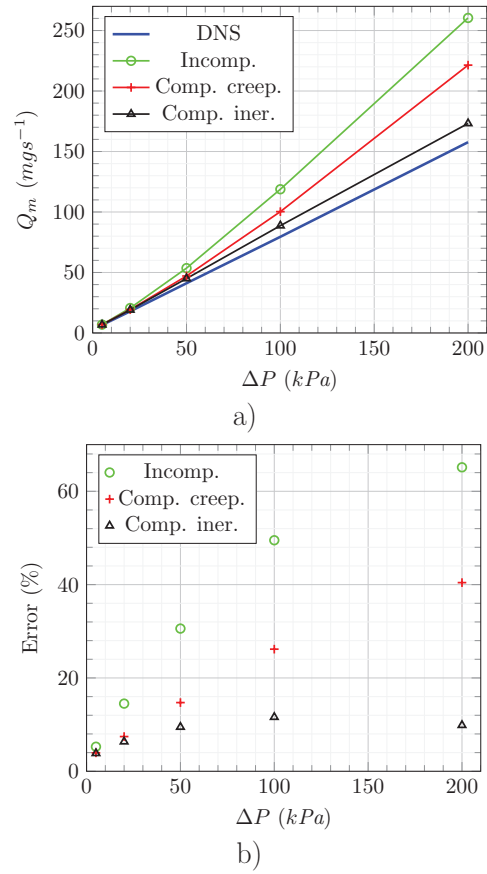 250
200
150
100
50
0
Q_m (mgs⁻¹)
DNS
Incomp.
Comp. creep.
Comp. iner.
0 50 100 150 200
ΔP (kPa)
a)
60
40
20
0
Error (%)
Incomp.
Comp. creep.
Comp. iner.
0 50 100 150 200
ΔP (kPa)
b)